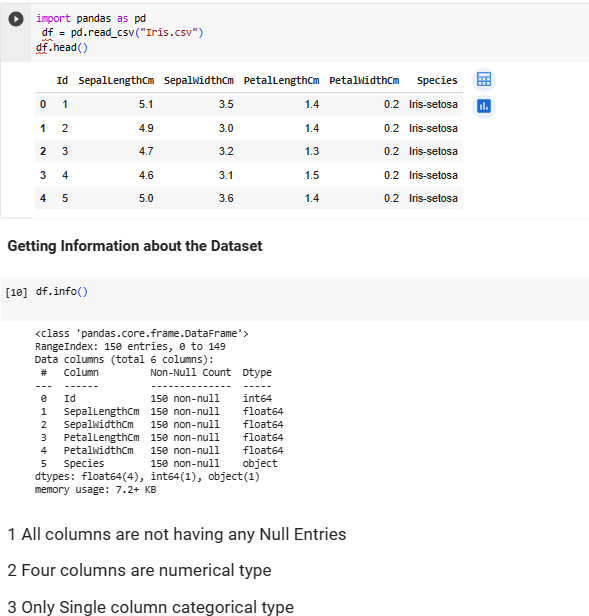 import pandas as pd
df = pd.read_csv("Iris.csv")
df.head()
Id SepalLengthCm SepalWidthCm PetalLengthCm PetalWidthCm Species
0 1 5.1 3.5 1.4 0.2 Iris-setosa
1 2 4.9 3.0 1.4 0.2 Iris-setosa
2 3 4.7 3.2 1.3 0.2 Iris-setosa
3 4 4.6 3.1 1.5 0.2 Iris-setosa
4 5 5.0 3.6 1.4 0.2 Iris-setosa
Getting Information about the Dataset
[10] df.info()
<class 'pandas.core.frame.DataFrame'>
RangeIndex: 150 entries, 0 to 149
Data columns (total 6 columns):
# Column Non-Null Count Dtype
--- ------ -------------- -----
0 Id 150 non-null int64
1 SepalLengthCm 150 non-null float64
2 SepalWidthCm 150 non-null float64
3 PetalLengthCm 150 non-null float64
4 PetalWidthCm 150 non-null float64
5 Species 150 non-null object
dtypes: float64(4), int64(1), object(1)
memory usage: 7.2+ KB
1 All columns are not having any Null Entries
2 Four columns are numerical type
3 Only Single column categorical type